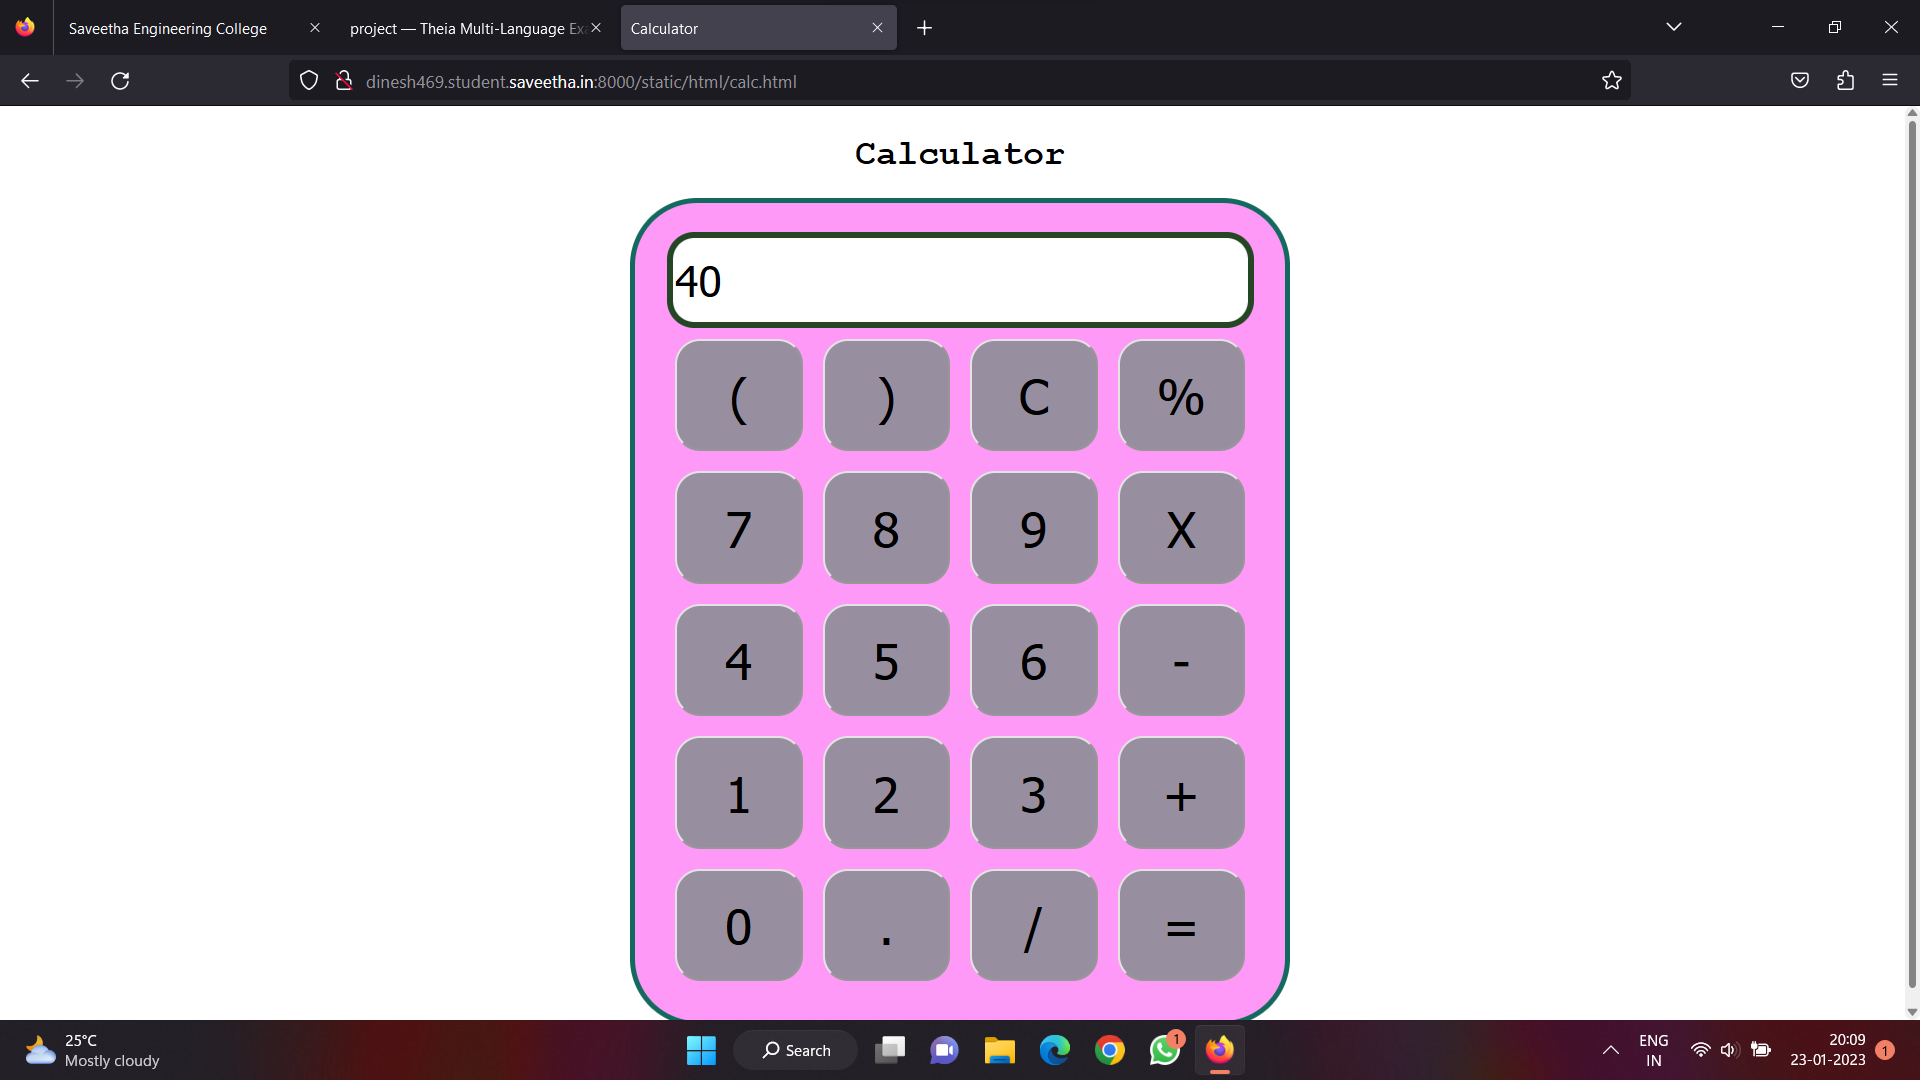 Saveetha Engineering College
project — Theia Multi-Language Ex
Calculator
dinesh469.student.saveetha.in:8000/static/html/calc.html
Calculator
40
( ) C %
7 8 9 X
4 5 6 -
1 2 3 +
0 . / =
25°C
Mostly cloudy
Search
1
ENG
IN
20:09
23-01-2023
1